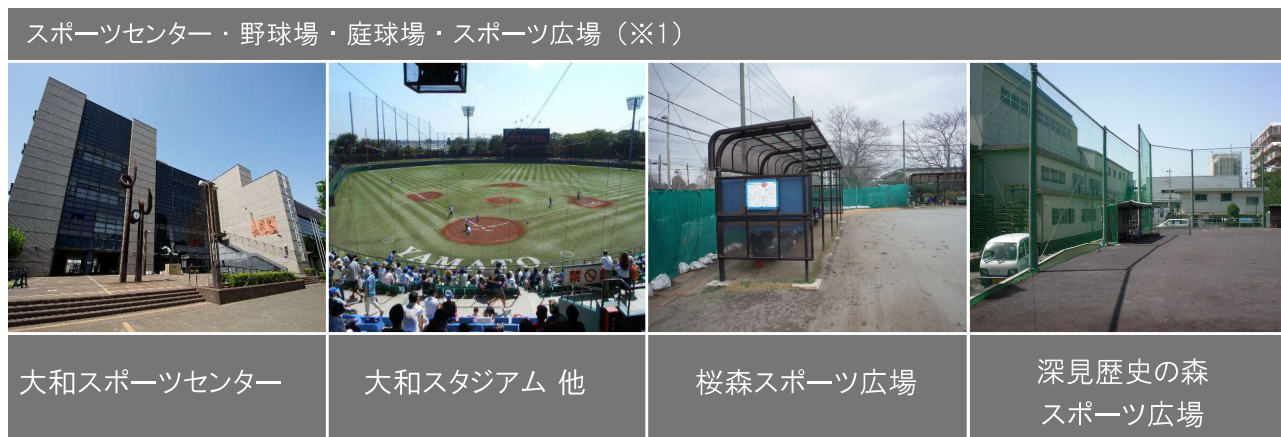 スポーツセンター・野球場・庭球場・スポーツ広場（※1）
YAMATO
禁
大和スポーツセンター
大和スタジアム 他
桜森スポーツ広場
深見歴史の森
スポーツ広場